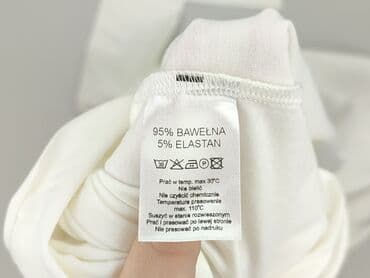 95% BAWEŁNA
5% ELASTAN
Prać w temp. max 30°C
Nie bielić
Nie czyścić chemicznie
Temperatura prasowania
max. 110°C
Suszyć w stanie rozwieszonym
Prać i prasować po lewej stronie
Nie prasować po nadruku